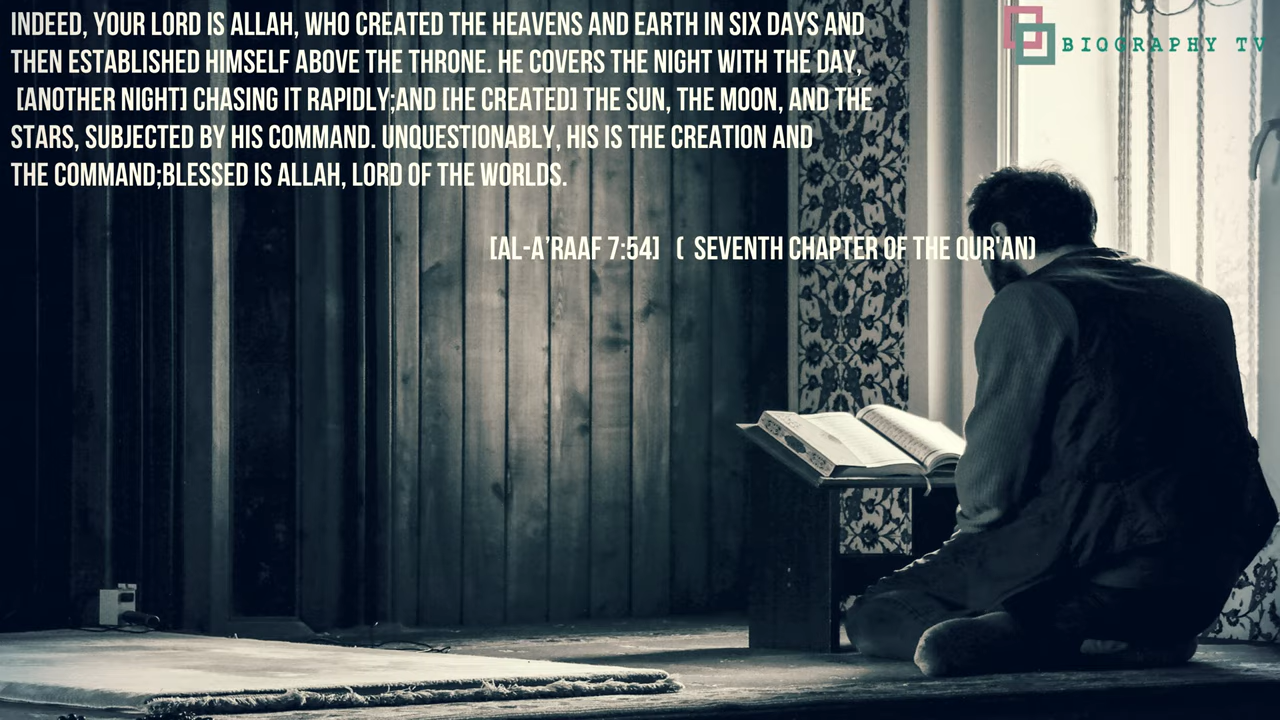 INDEED, YOUR LORD IS ALLAH, WHO CREATED THE HEAVENS AND EARTH IN SIX DAYS AND
THEN ESTABLISHED HIMSELF ABOVE THE THRONE. HE COVERS THE NIGHT WITH THE DAY,
[ANOTHER NIGHT] CHASING IT RAPIDLY;AND [HE CREATED] THE SUN, THE MOON, AND THE
STARS, SUBJECTED BY HIS COMMAND. UNQUESTIONABLY, HIS IS THE CREATION AND
THE COMMAND;BLESSED IS ALLAH, LORD OF THE WORLDS.
[AL-A'RAAF 7:54] ( SEVENTH CHAPTER OF THE QUR'AN)
BIOGRAPHY TV